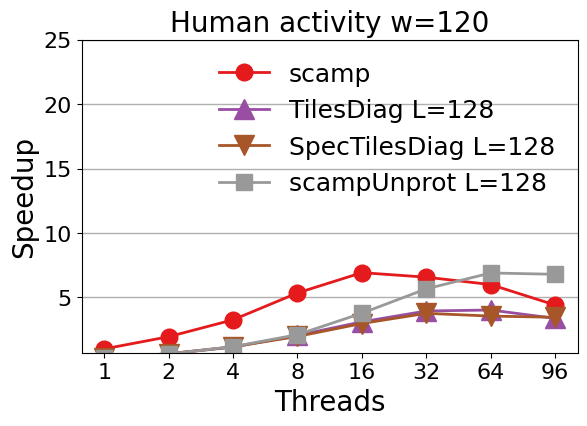 Human activity w=120
25
20
15
10
5
Speedup
scamp
TilesDiag L=128
SpecTilesDiag L=128
scampUnprot L=128
1 2 4 8 16 32 64 96
Threads